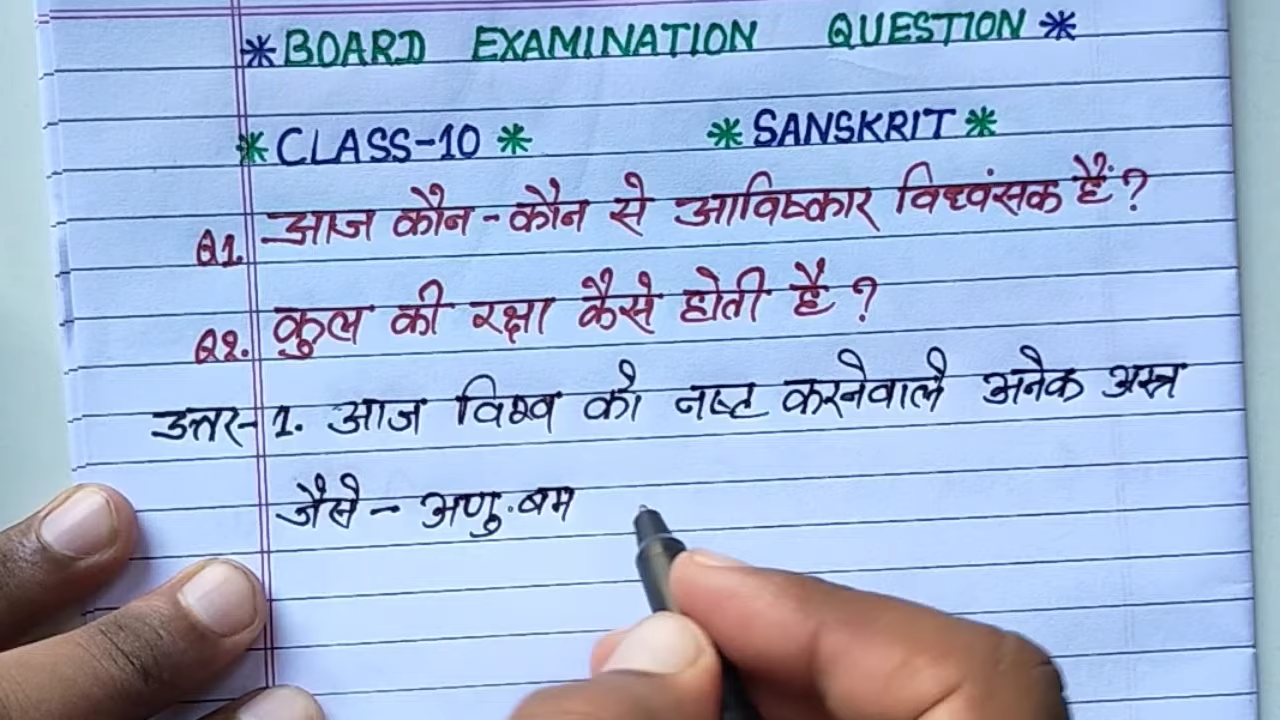 *BOARD EXAMINATION QUESTION*
*CLASS-10* *SANSKRIT*
Q1. आज कौन-कौन से आविष्कार विध्वंसक हैं?
Q2. कुल की रक्षा कैसे होती है?
उत्तर-1. आज विश्व को नष्ट करनेवाले अनेक अस्त्र
जैसे - अणु.बम